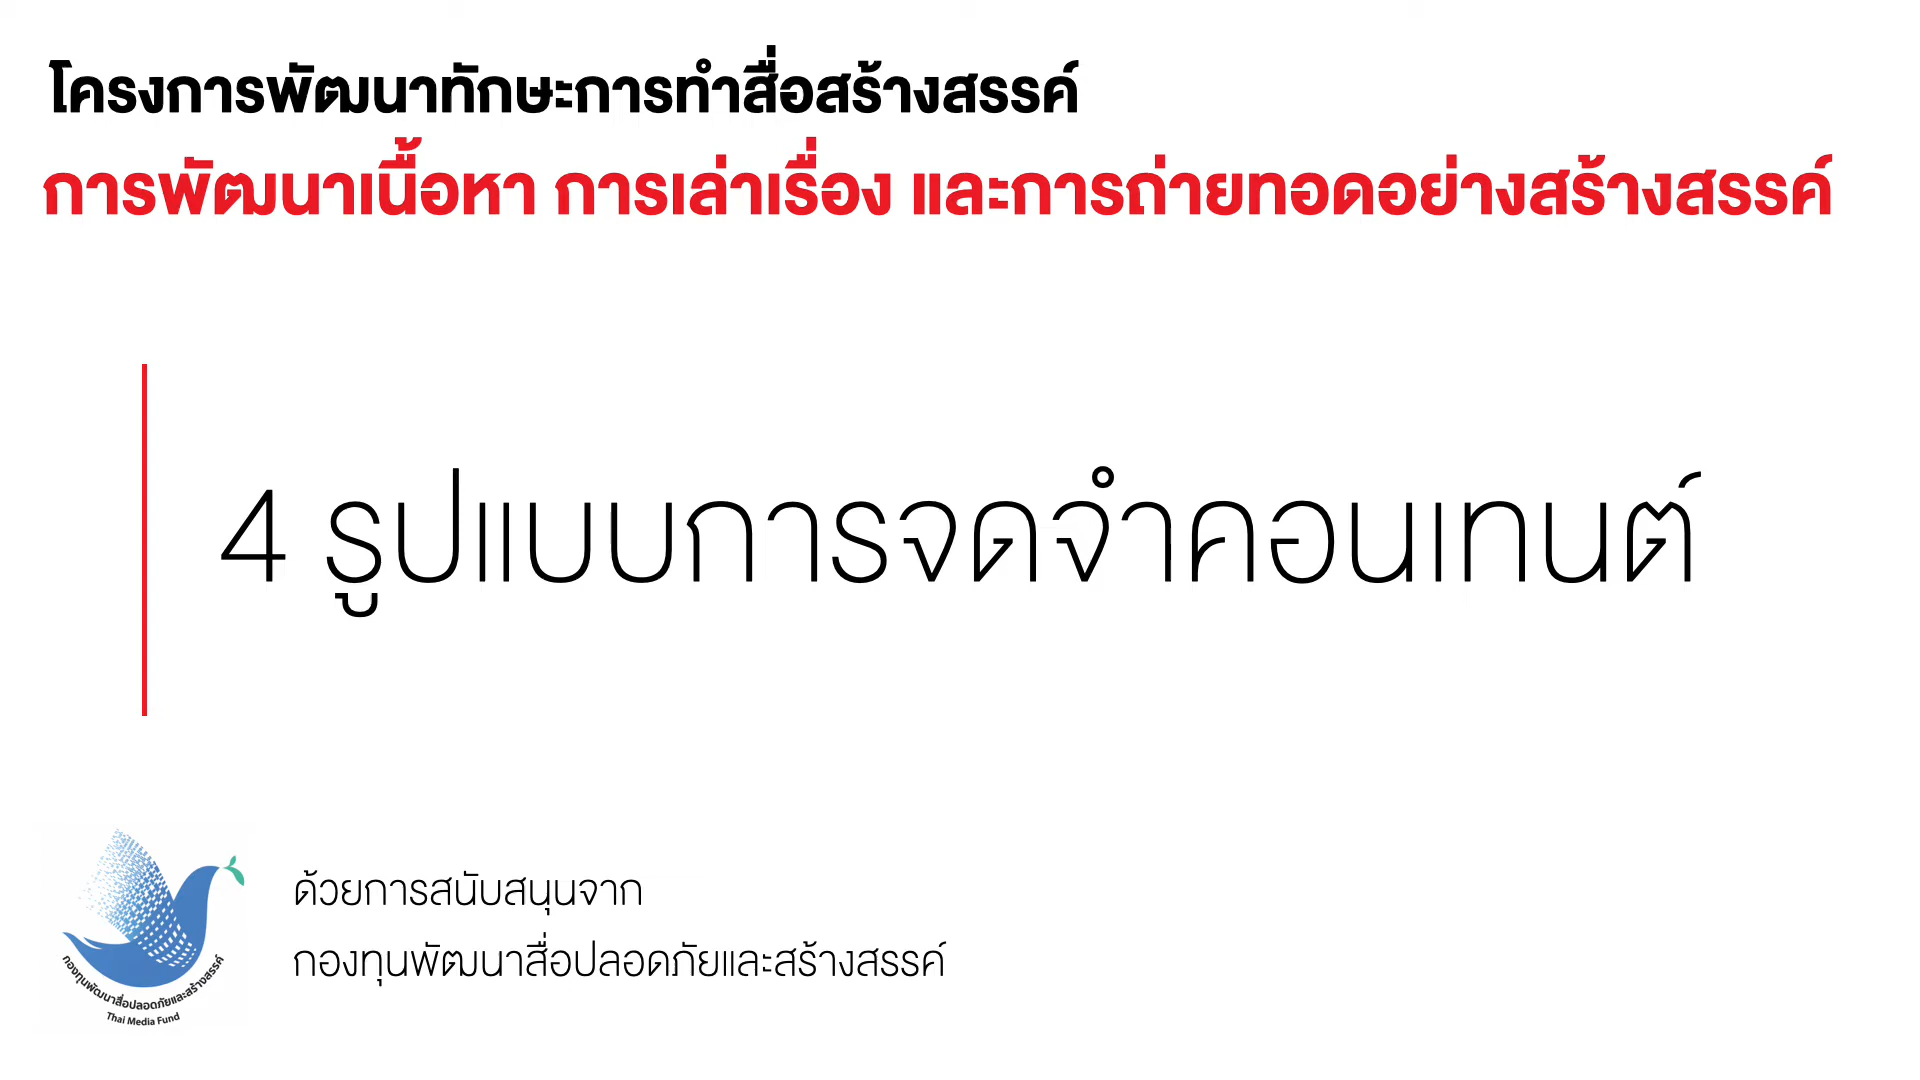 โครงการพัฒนาทักษะการทำสื่อสร้างสรรค์
การพัฒนาเนื้อหา การเล่าเรื่อง และการถ่ายทอดอย่างสร้างสรรค์
4 รูปแบบการจดจำคอนเทนต์
ด้วยการสนับสนุนจาก
กองทุนพัฒนาสื่อปลอดภัยและสร้างสรรค์
กองทุนพัฒนาสื่อปลอดภัยและสร้างสรรค์
Thai Media Fund